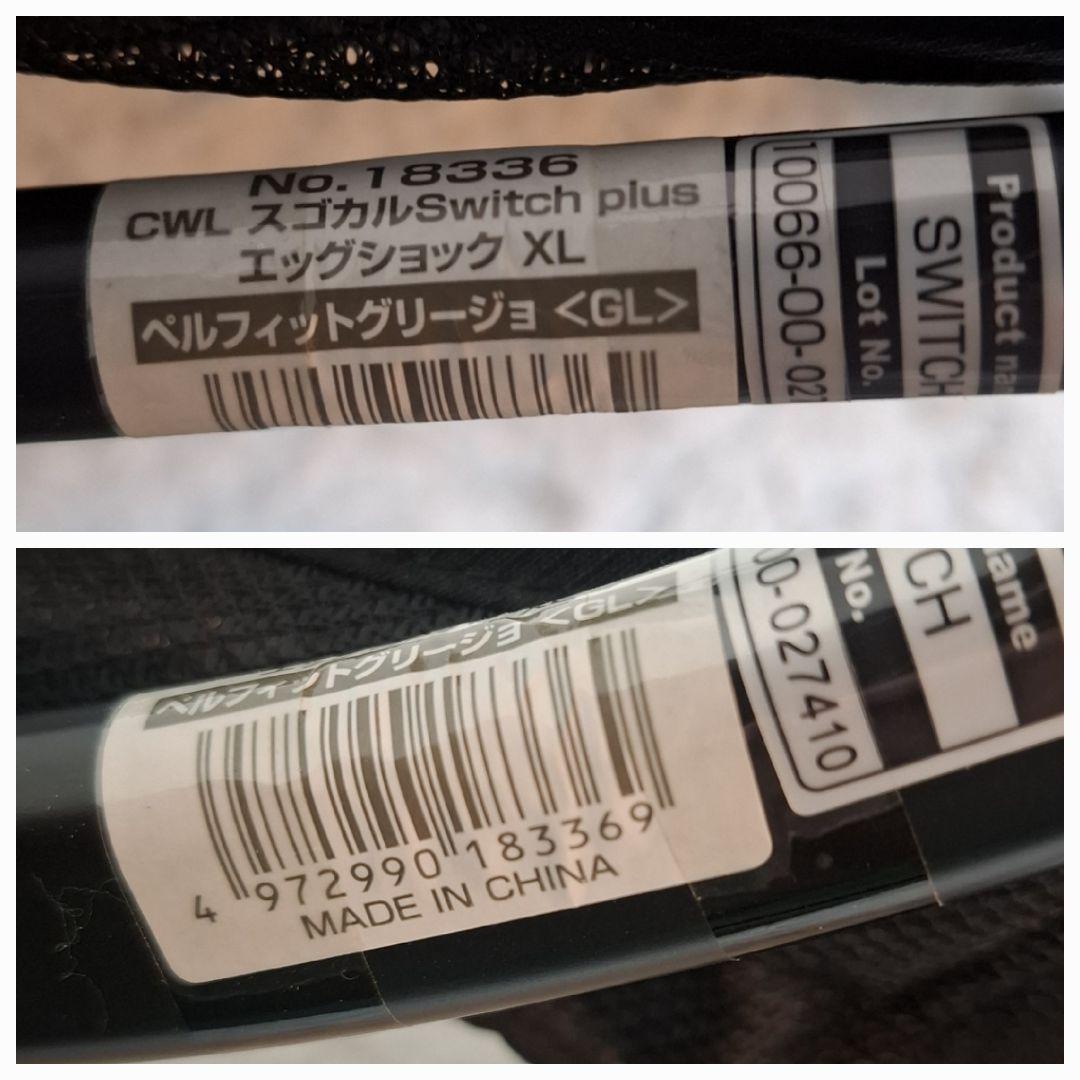 No.18336
CWL スゴカルSwitch plus
エッグショック XL
ペルフィットグリージョ <GL>
Product na
SWITCH
Lot No.
10066-00-02
ペルフィットグリージョ <GL>
4 972990 183369
MADE IN CHINA
ame
CH
No.
00-027410